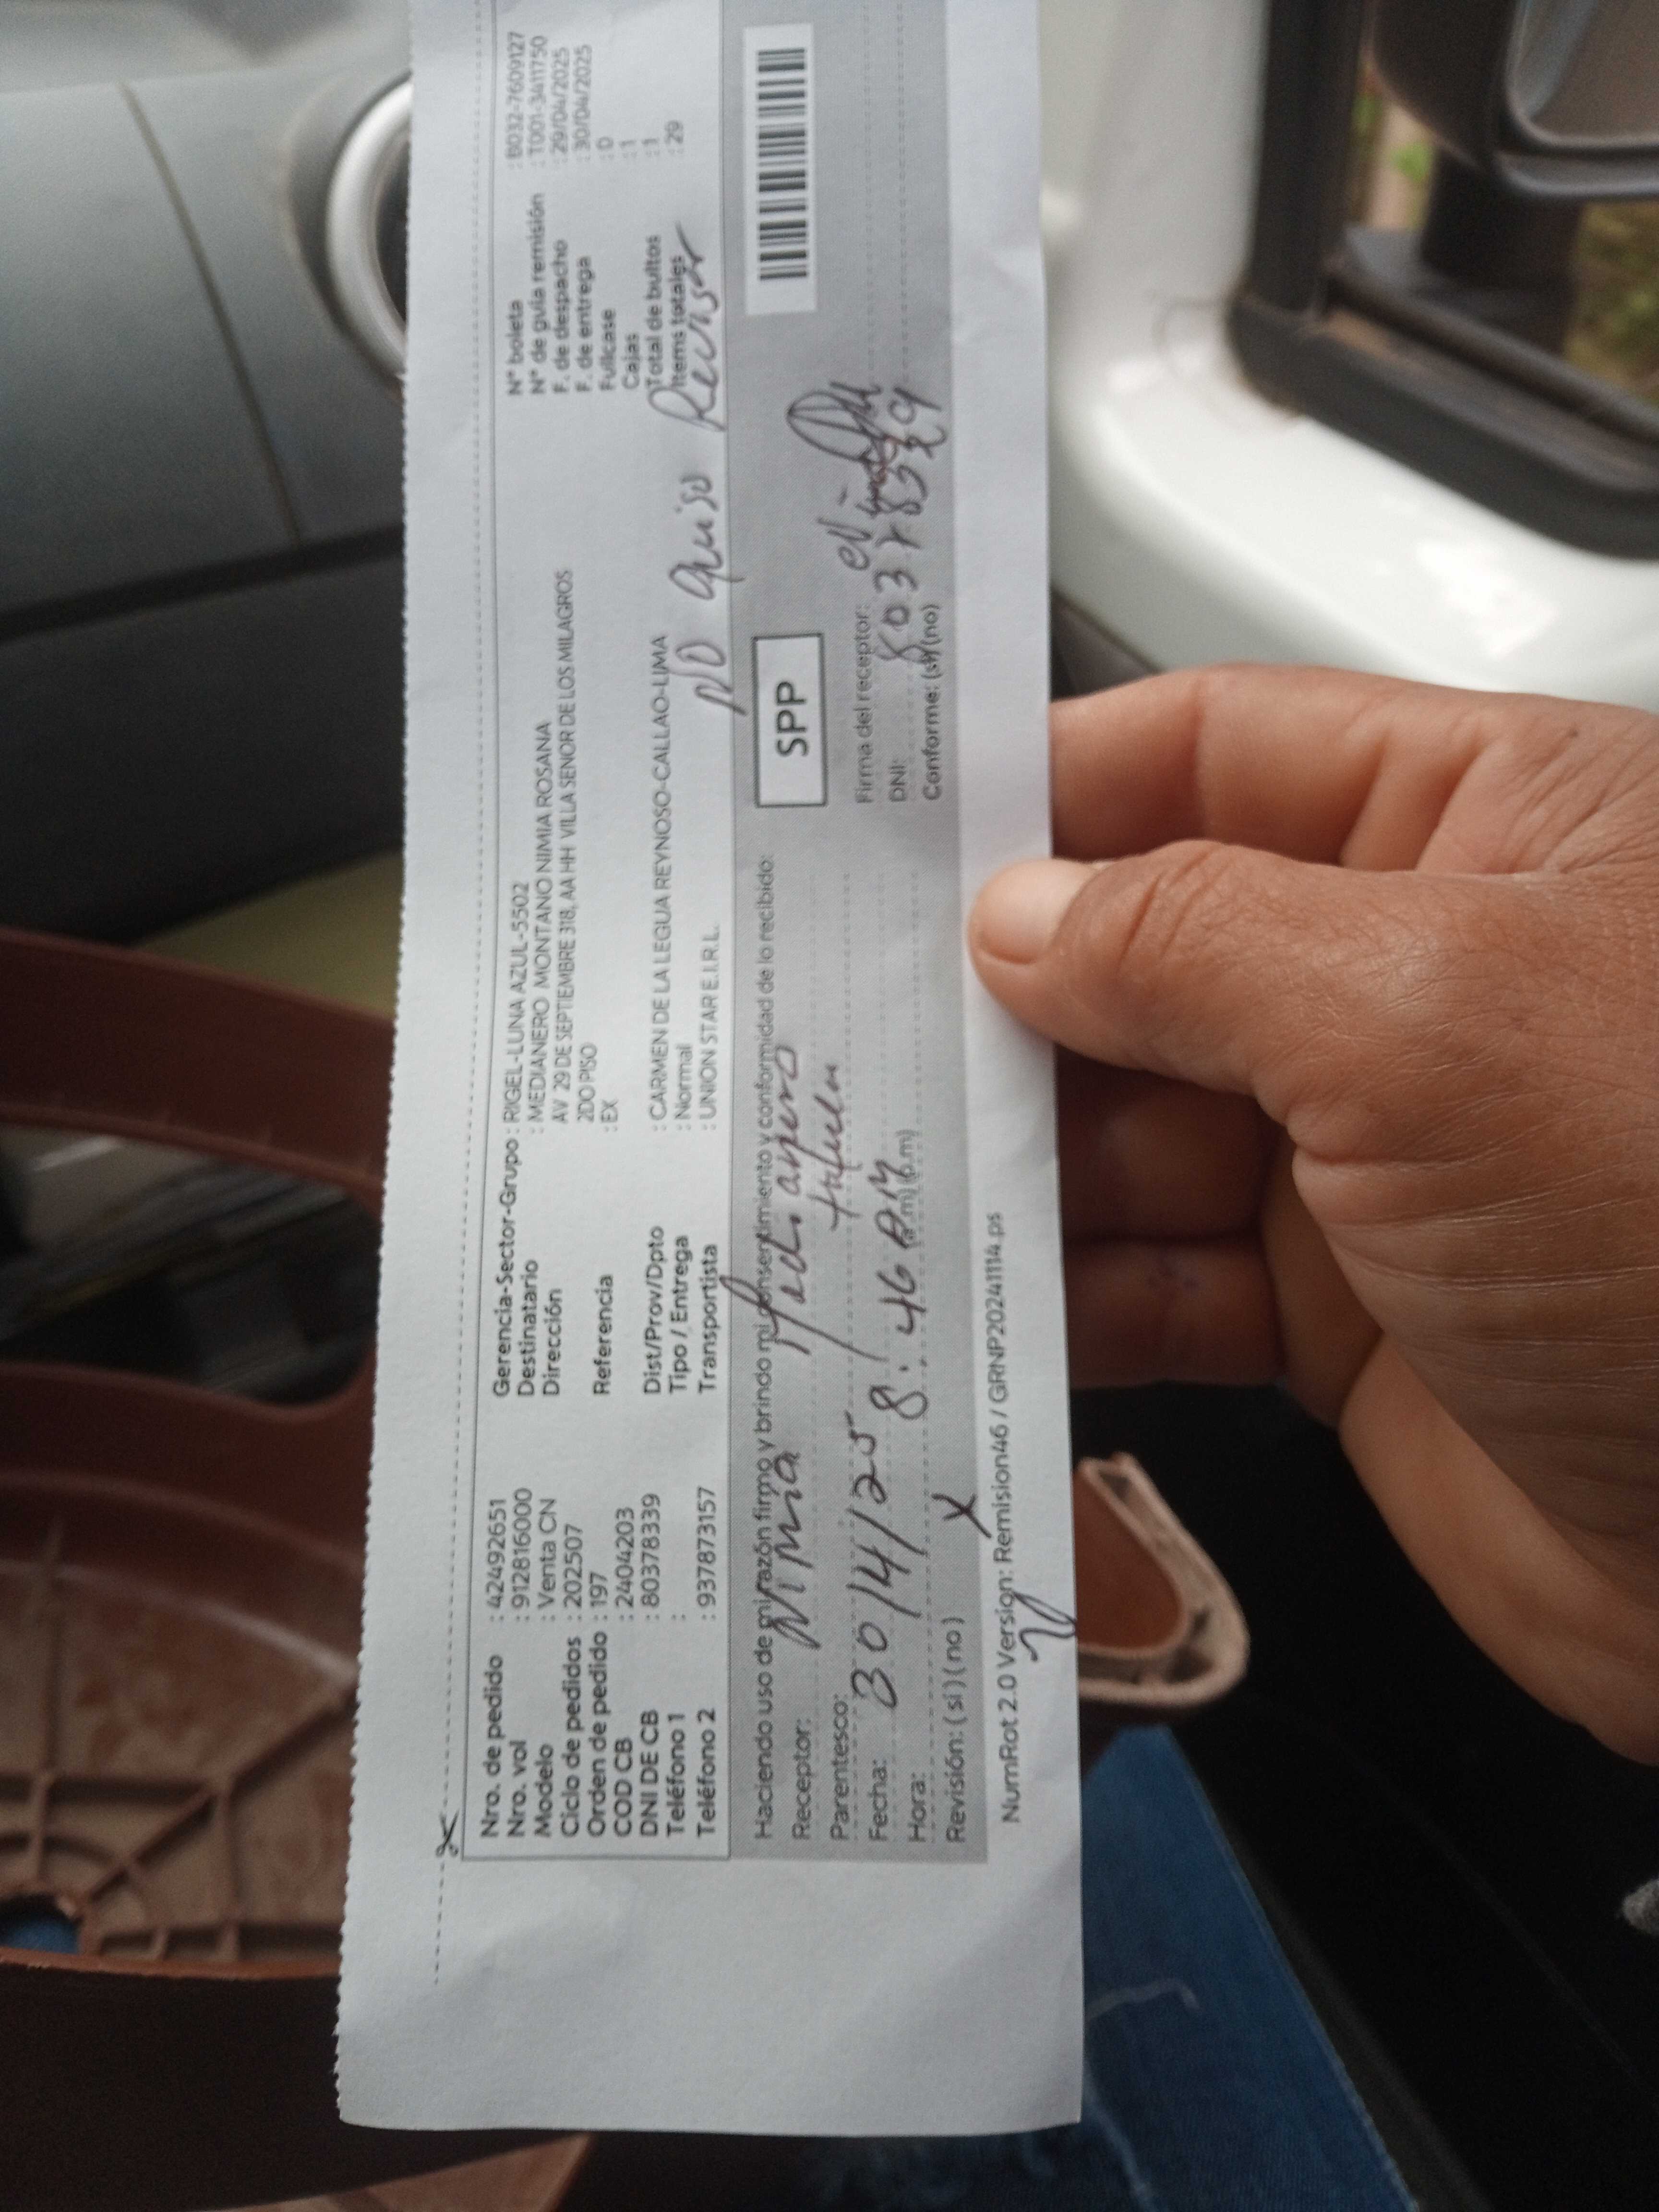 Nro. de pedido : 42492651
Nro. vol : 912816000
Modelo : Venta CN
Ciclo de pedidos : 202507
Orden de pedido : 197
COD CB : 2404203
DNI DE CB : 80378339
Teléfono 1 :
Teléfono 2 : 937873157
Gerencia-Sector-Grupo : RIGEL-LUNA AZUL-5502
Destinatario : MEDIANERO MONTANO NIMIA ROSANA
Dirección AV 29 DE SEPTIEMBRE 318, AA HH VILLA SENOR DE LOS MILAGROS
2DO PISO
Referencia : EX
Dist/Prov/Dpto : CARMEN DE LA LEGUA REYNOSO-CALLAO-LIMA
Tipo / Entrega : Normal
Transportista : UNION STAR E.I.R.L.
N° boleta : B032-7609127
N° de guía remisión : T001-3411750
F. de despacho : 29/04/2025
F. de entrega : 30/04/2025
Fullcase : 0
Cajas : 1
Total de bultos : 1
Items totales : 29
NO quiso Revisar
Haciendo uso de mi razón firmo y brindo mi consentimiento y conformidad de lo recibido:
Receptor: Nimia Medianero
Parentesco: titular
Fecha: 30/4/25
Hora: 8:46 AM (a.m) (p.m)
Revisión: (si) (no) X
SPP
Firma del receptor:
DNI: 80378339
Conforme: (si) (no)
NumRot 2.0 Version: Remision46 / GRNP20241114.ps